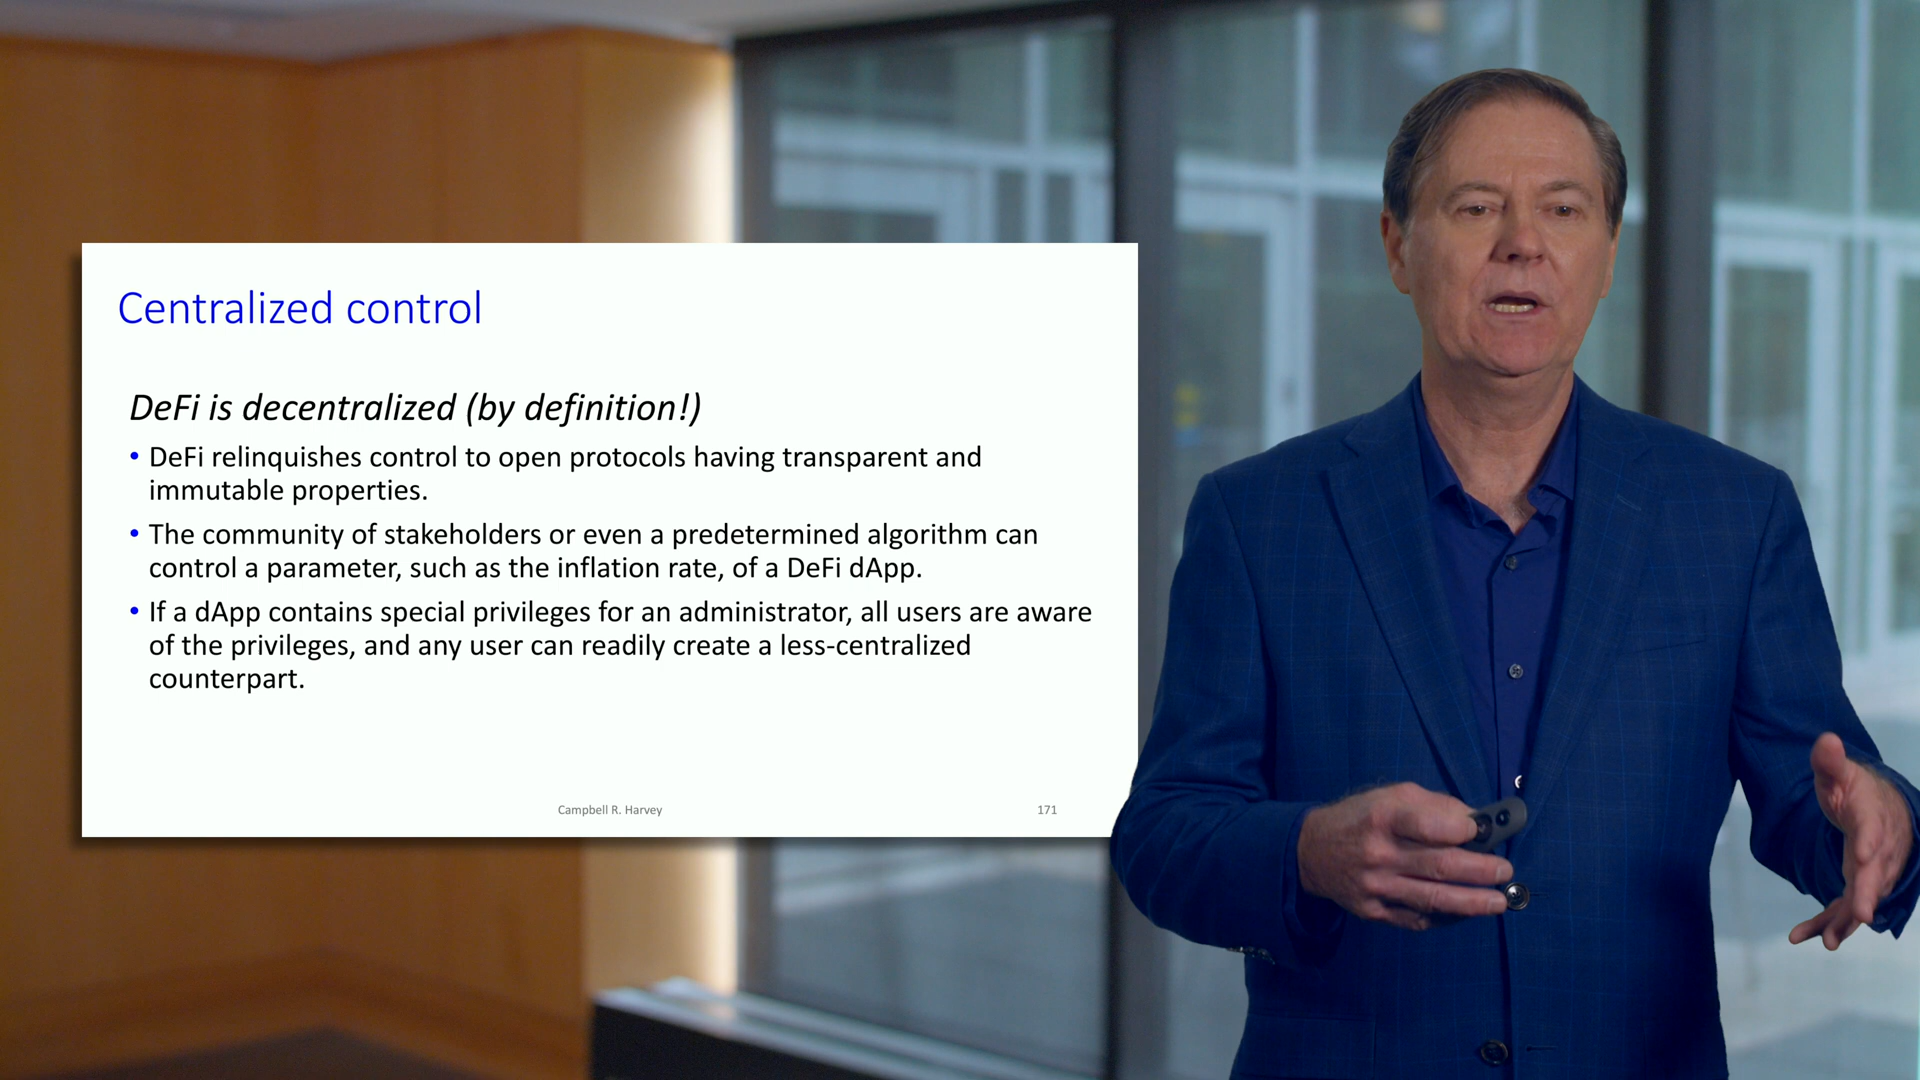 Centralized control
DeFi is decentralized (by definition!)
• DeFi relinquishes control to open protocols having transparent and
immutable properties.
• The community of stakeholders or even a predetermined algorithm can
control a parameter, such as the inflation rate, of a DeFi dApp.
• If a dApp contains special privileges for an administrator, all users are aware
of the privileges, and any user can readily create a less-centralized
counterpart.
Campbell R. Harvey
171